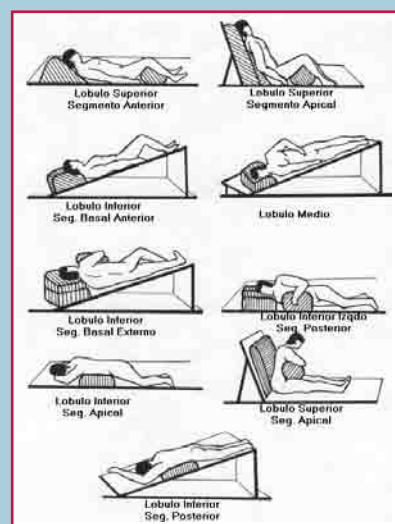 Lobulo Superior
Segmento Anterior
Lobulo Superior
Segmento Apical
Lobulo Inferior
Seg. Basal Anterior
Lobulo Medio
Lobulo Inferior
Seg. Basal Externo
Lobulo Inferior Izqdo
Seg. Posterior
Lobulo Inferior
Seg. Apical
Lobulo Superior
Seg. Apical
Lobulo Inferior
Seg. Posterior